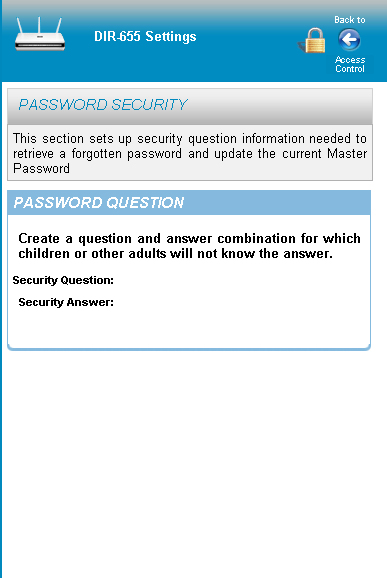 Back to
DIR-655 Settings
Access
Control
PASSWORD SECURITY
This section sets up security question information needed to
retrieve a forgotten password and update the current Master
Password
PASSWORD QUESTION
Create a question and answer combination for which
children or other adults will not know the answer.
Security Question:
Security Answer: